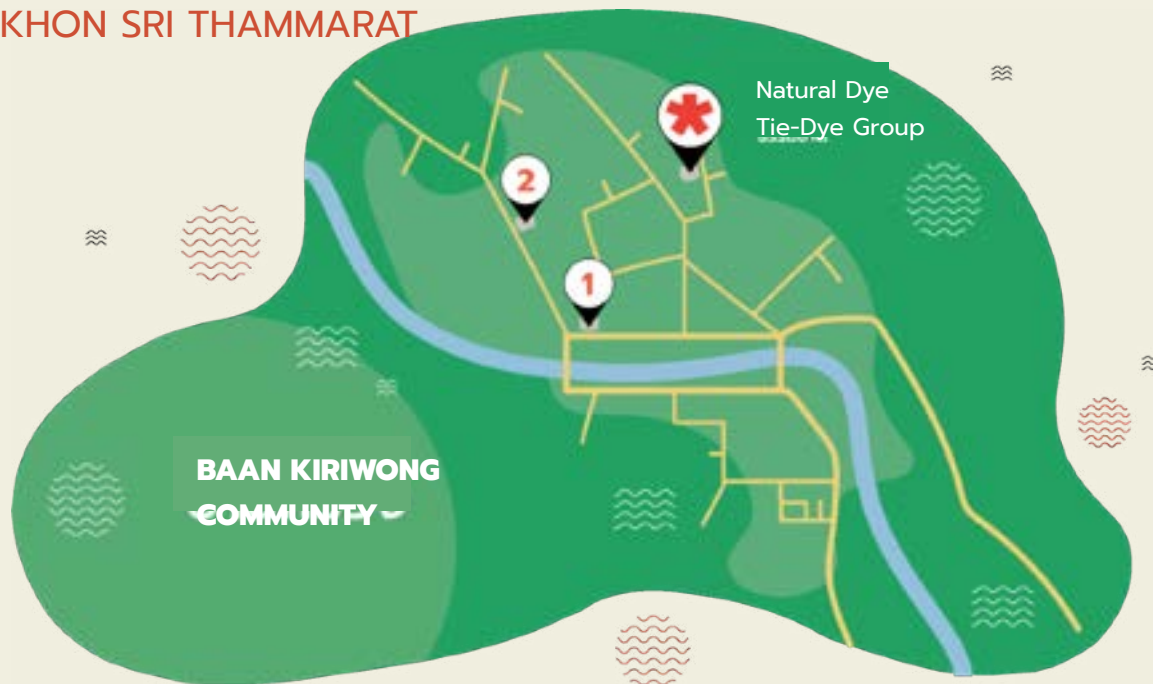 KHON SRI THAMMARAT
Natural Dye
Tie-Dye Group
2
1
BAAN KIRIWONG
COMMUNITY